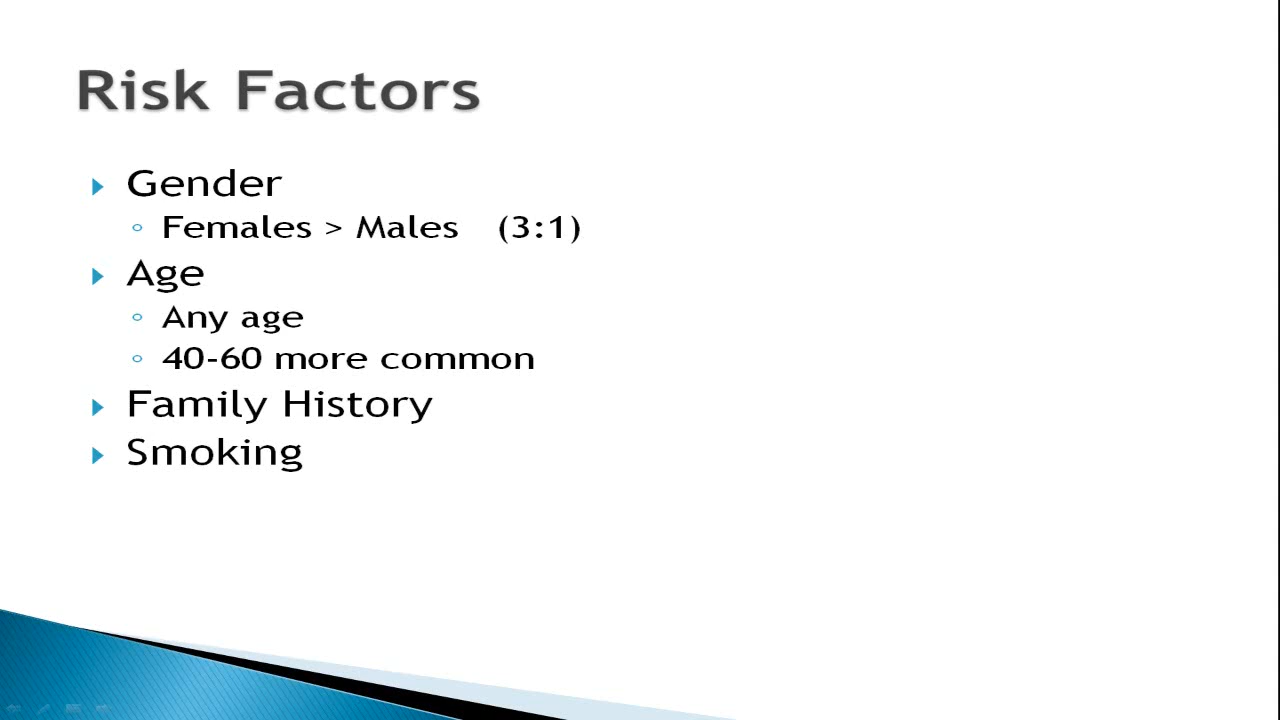 Risk Factors
Gender
Females > Males (3:1)
Age
Any age
40-60 more common
Family History
Smoking